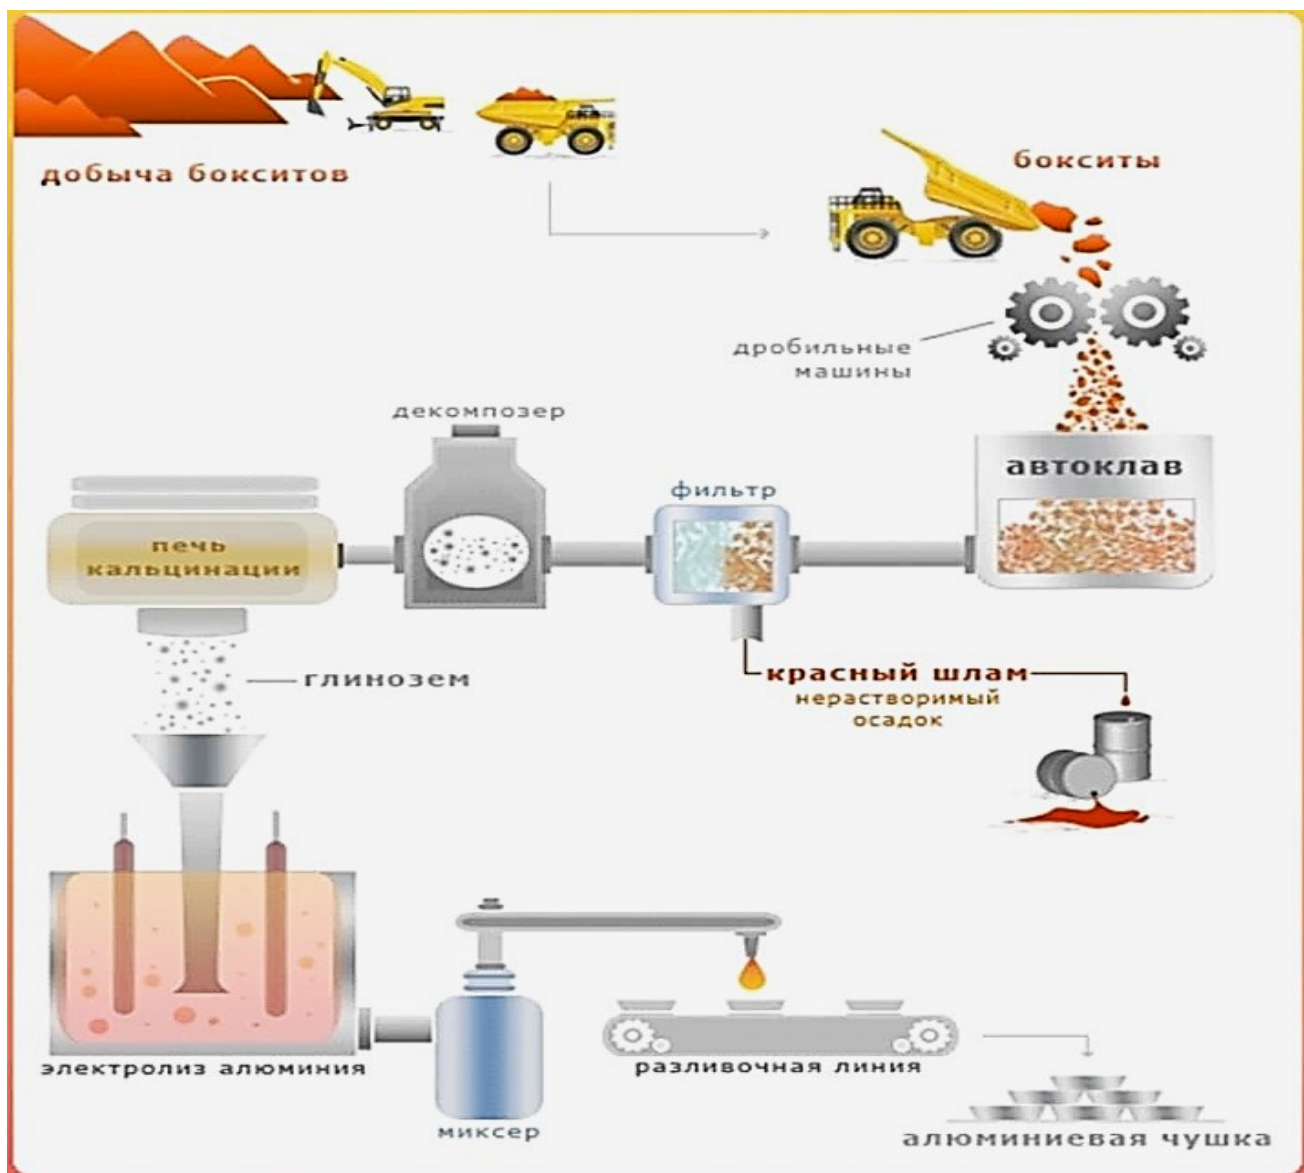 добыча бокситов
бокситы
дробильные
машины
декомпозер
автоклав
фильтр
печь
кальцинации
глинозем
красный шлам
нерастворимый
осадок
электролиз алюминия
разливочная линия
миксер
алюминиевая чушка